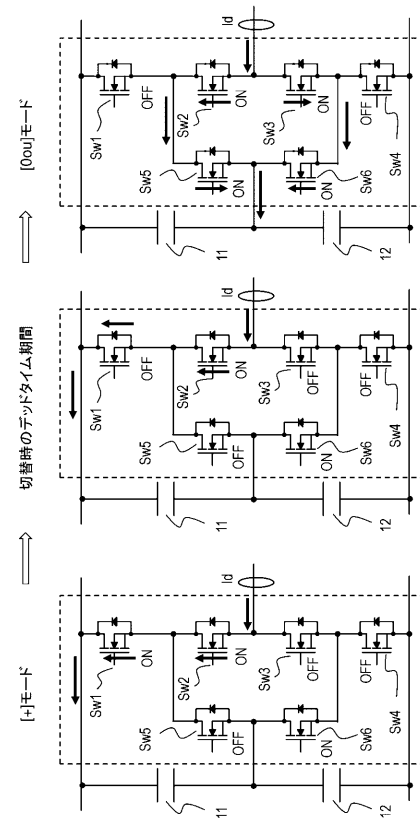 [+]モード
Sw1
ON
Sw5
OFF
Sw2
ON
11
Id
Sw3
OFF
Sw6
ON
12
Sw4
OFF
切替時のデッドタイム期間
Sw1
OFF
Sw5
OFF
Sw2
ON
11
Id
Sw3
OFF
Sw6
ON
12
Sw4
OFF
[0ou]モード
Sw1
OFF
Sw5
ON
Sw2
ON
11
Id
Sw3
ON
Sw6
ON
12
Sw4
OFF